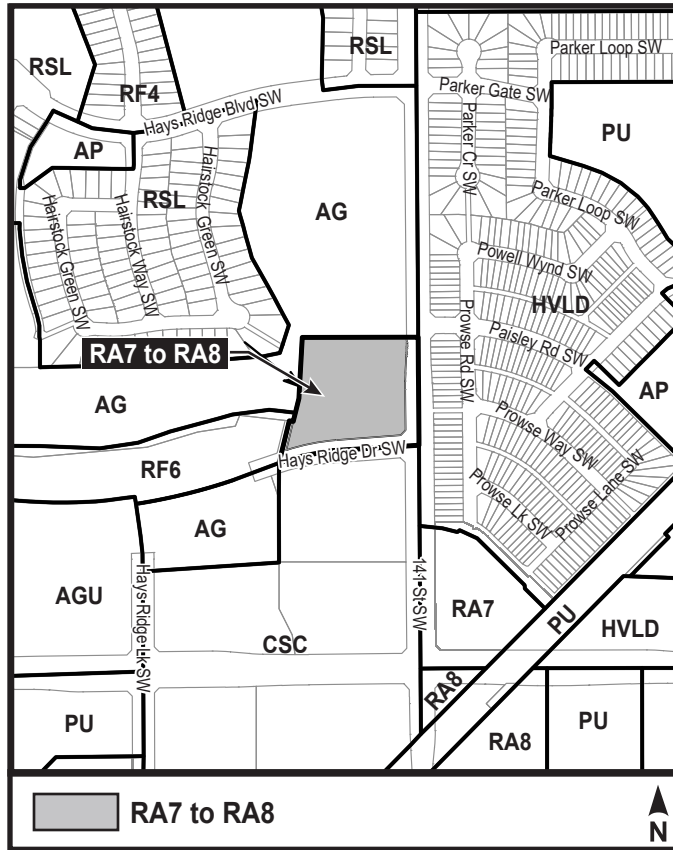 RSL
Parker Loop SW
RSL
RF4
Parker Gate SW
Hays Ridge Blvd SW
PU
AP
Parker Cr SW
RSL
Hairstock Green SW
Hairstock Way SW
Hairstock Green SW
AG
Parker Loop SW
Powell Wynd SW
HVLD
Prowse Rd SW
Paisley Rd SW
RA7 to RA8
AP
AG
Prowse Way SW
Hays Ridge Dr SW
RF6
Prowse Lk SW
Prowse Lane SW
AG
AGU
Hays Ridge Lk SW
141 St SW
RA7
PU
HVLD
CSC
RA8
PU
RA8
PU
RA7 to RA8
N